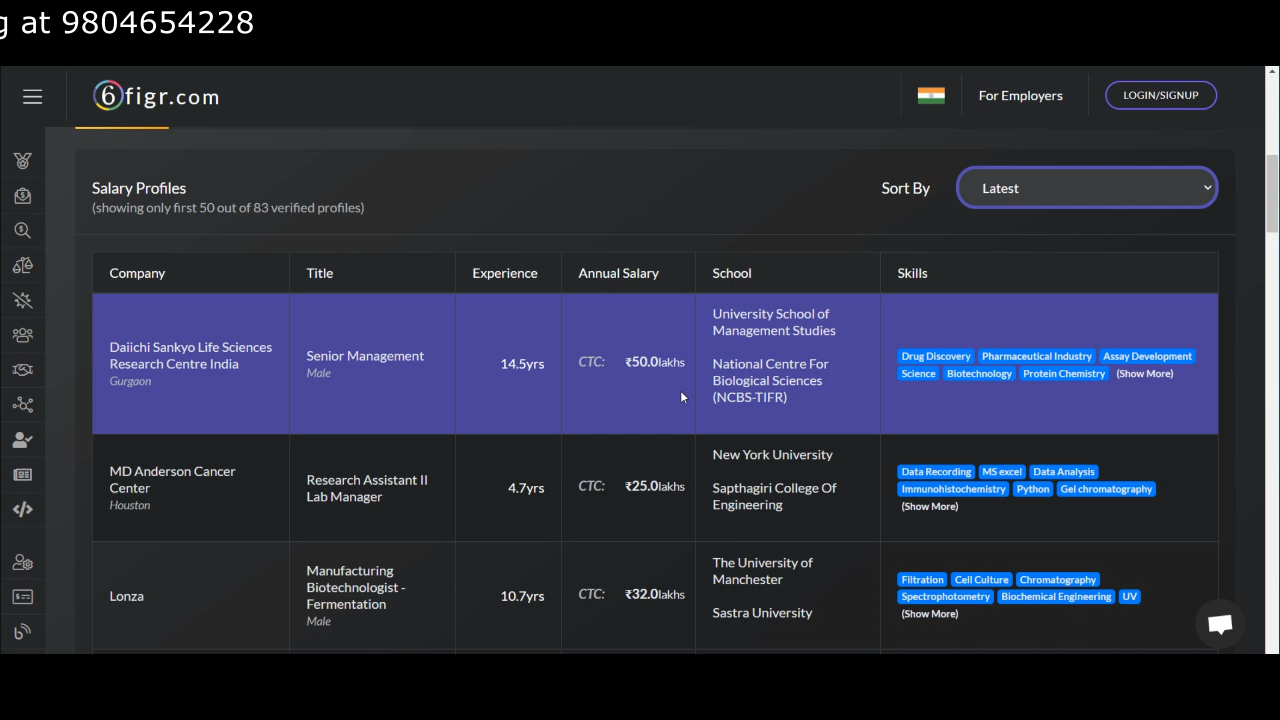 g at 9804654228
6figr.com
For Employers
LOGIN/SIGNUP
Salary Profiles
(showing only first 50 out of 83 verified profiles)
Sort By
Latest
Company
Title
Experience
Annual Salary
School
Skills
Daiichi Sankyo Life Sciences
Research Centre India
Gurgaon
Senior Management
Male
14.5yrs
CTC: ₹50.0lakhs
University School of
Management Studies
National Centre For
Biological Sciences
(NCBS-TIFR)
Drug Discovery Pharmaceutical Industry Assay Development
Science Biotechnology Protein Chemistry (Show More)
MD Anderson Cancer
Center
Houston
Research Assistant II
Lab Manager
4.7yrs
CTC: ₹25.0lakhs
New York University
Sapthagiri College Of
Engineering
Data Recording MS excel Data Analysis
Immunohistochemistry Python Gel chromatography
(Show More)
Lonza
Manufacturing
Biotechnologist -
Fermentation
Male
10.7yrs
CTC: ₹32.0lakhs
The University of
Manchester
Sastra University
Filtration Cell Culture Chromatography
Spectrophotometry Biochemical Engineering UV
(Show More)